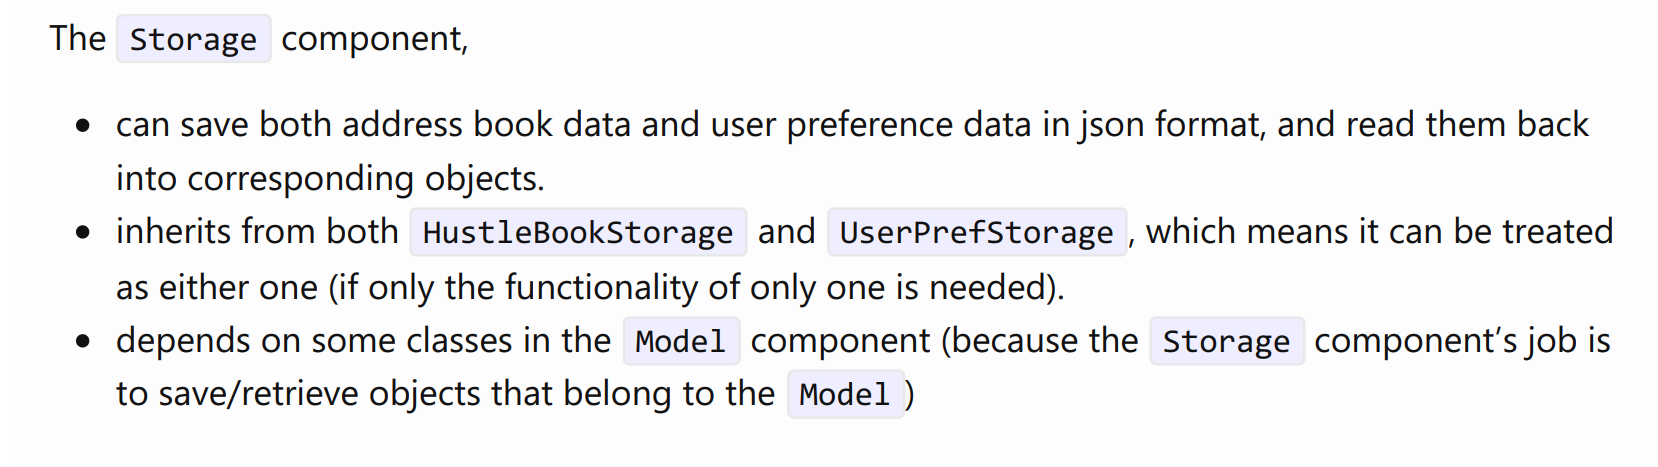 The Storage component,
can save both address book data and user preference data in json format, and read them back
into corresponding objects.
inherits from both HustleBookStorage and UserPrefStorage, which means it can be treated
as either one (if only the functionality of only one is needed).
depends on some classes in the Model component (because the Storage component’s job is
to save/retrieve objects that belong to the Model)